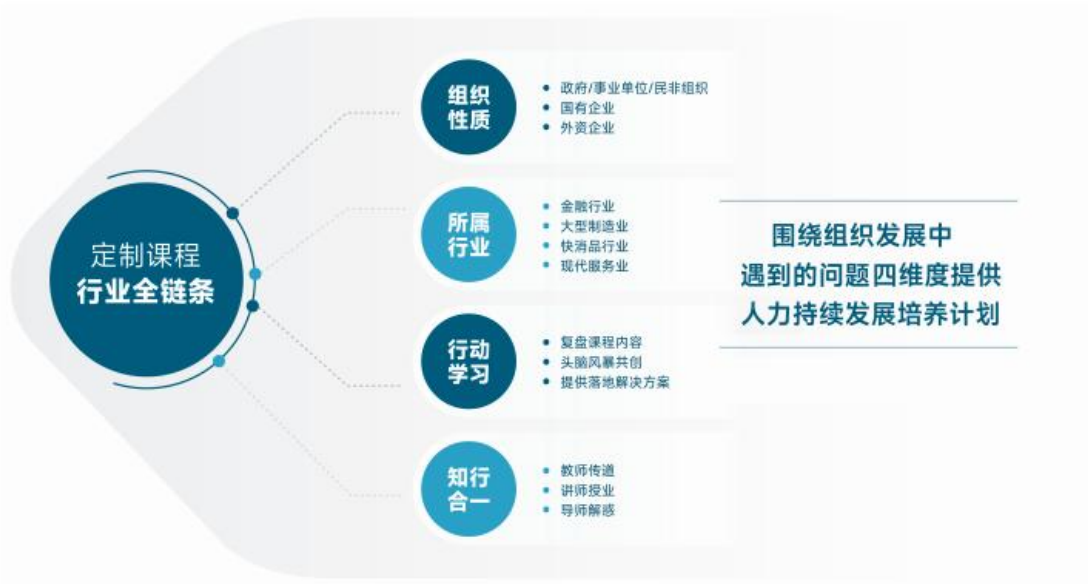 定制课程
行业全链条
组织
性质
政府/事业单位/民非组织
国有企业
外资企业
所属
行业
金融行业
大型制造业
快消品行业
现代服务业
行动
学习
复盘课程内容
头脑风暴共创
提供落地解决方案
知行
合一
教师传道
讲师授业
导师解惑
围绕组织发展中
遇到的问题四维度提供
人力持续发展培养计划